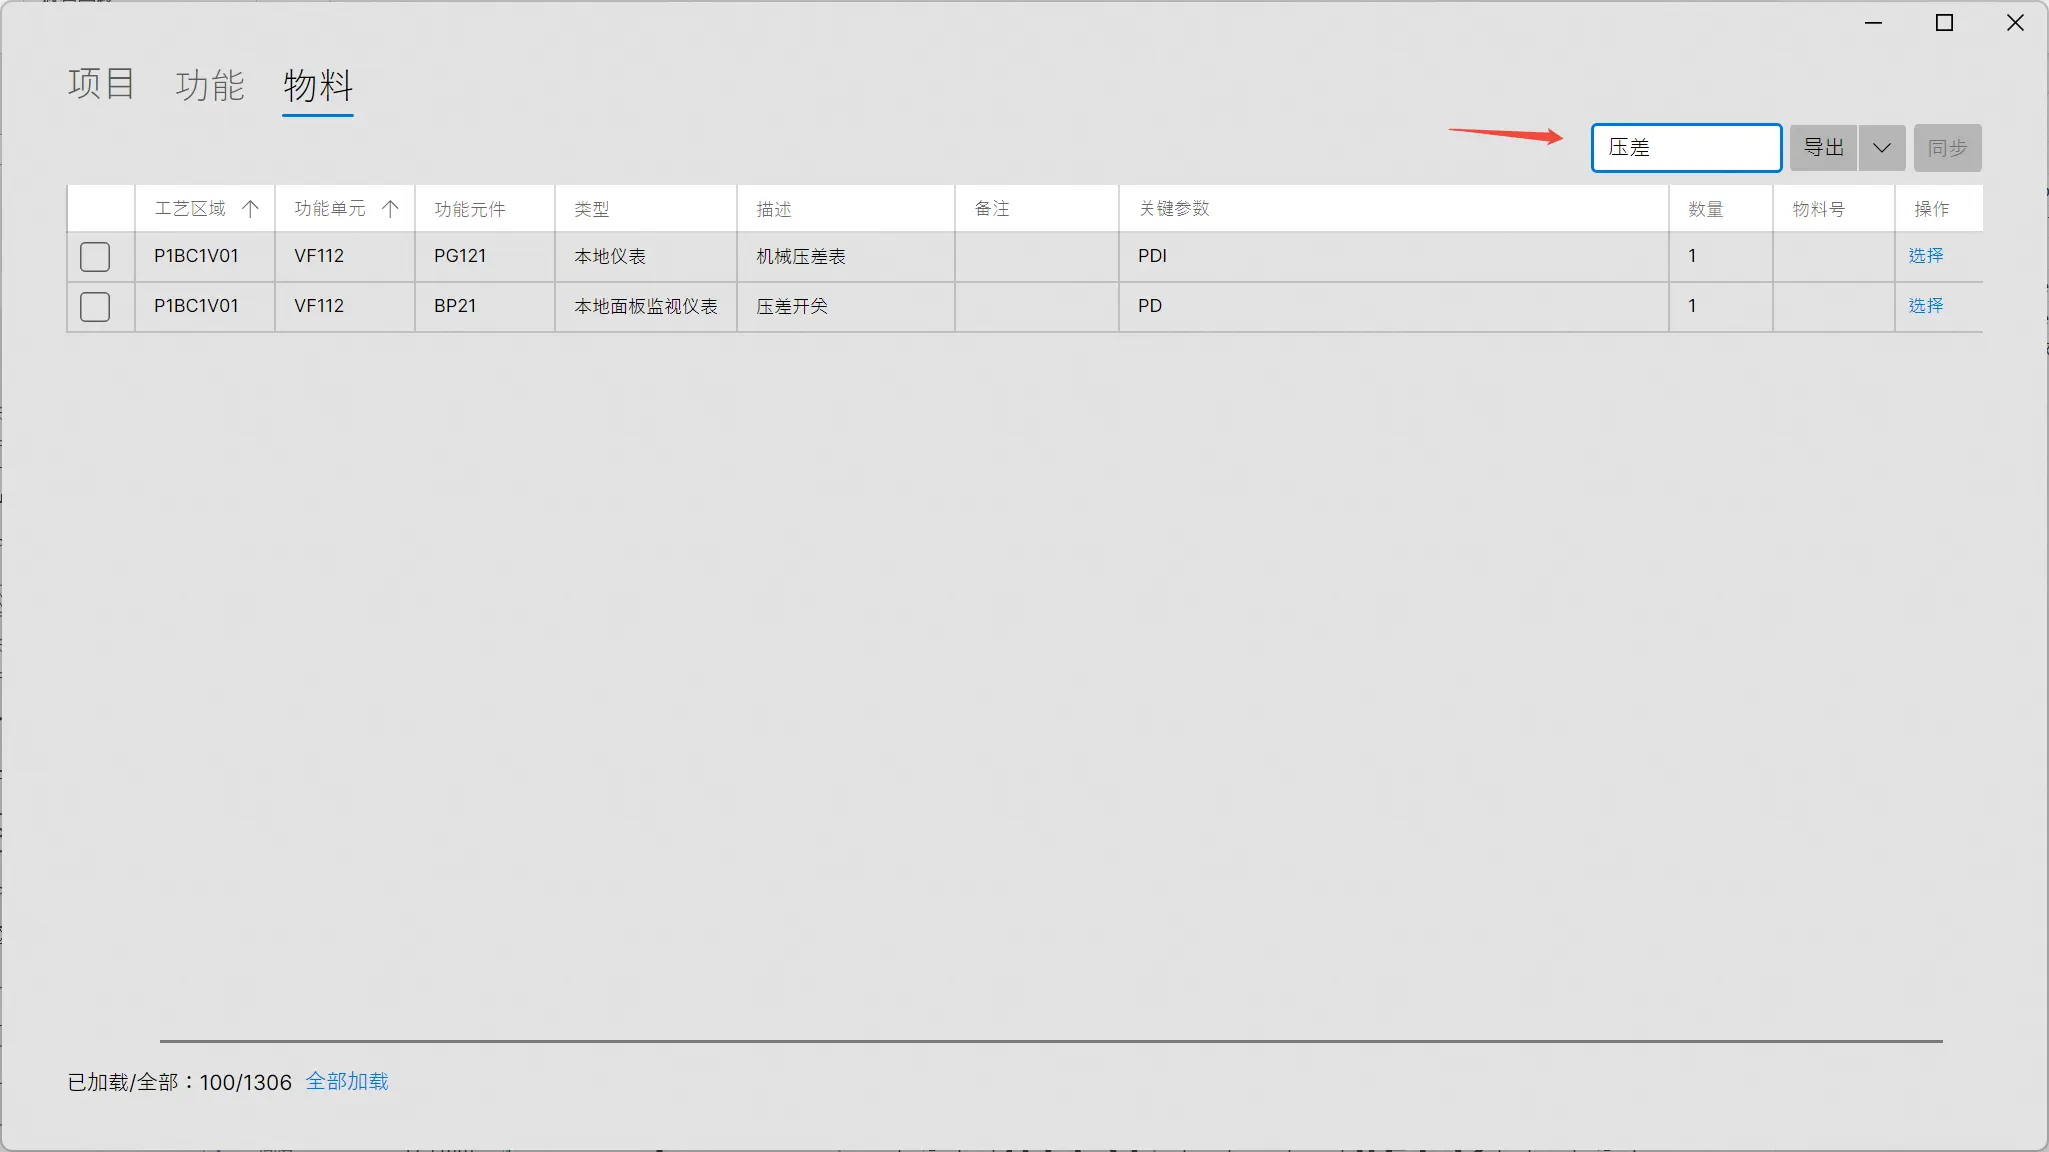 项目 功能 物料
压差 导出 同步
工艺区域 功能单元 功能元件 类型 描述 备注 关键参数 数量 物料号 操作
P1BC1V01 VF112 PG121 本地仪表 机械压差表 PDI 1 选择
P1BC1V01 VF112 BP21 本地面板监视仪表 压差开关 PD 1 选择
已加载/全部：100/1306 全部加载